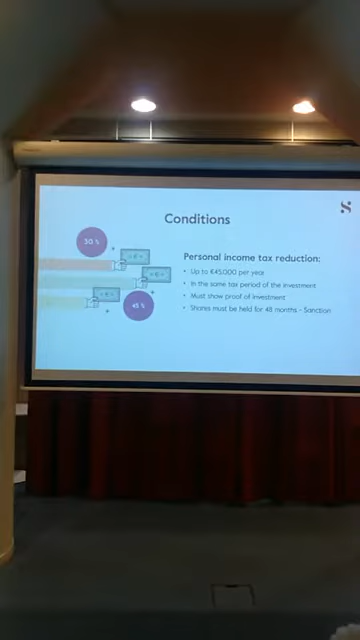 Conditions
S
30 %
45 %
Personal income tax reduction:
• Up to €45.000 per year
• In the same tax period of the investment
• Must show proof of investment
• Shares must be held for 48 months - Sanction